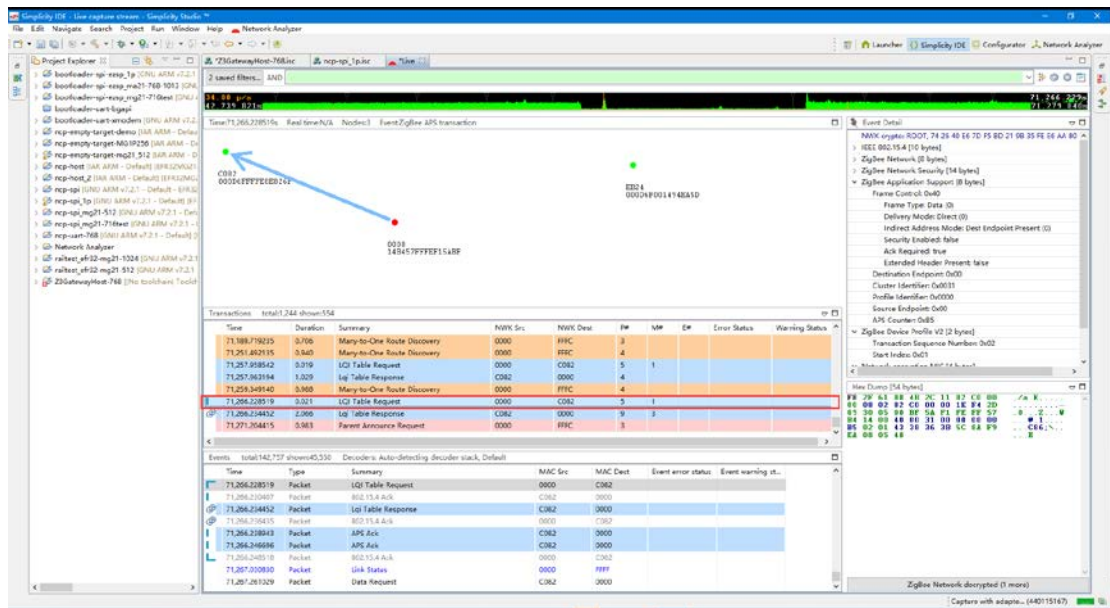 Simplicity IDE - Live capture stream - Simplicity Studio ™
File Edit Navigate Search Project Run Window Help Network Analyzer
Launcher Simplicity IDE Configurator Network Analyzer
Project Explorer
*Z3GatewayHost-768.isc ncp-spi_1p.isc *live
bootloader-spi-ezsp_1p (GNU ARM v7.2.1
bootloader-spi-ezsp_mg21-768-1013 (GNU
bootloader-spi-ezsp_mg21-716test (GNU
bootloader-uart-bgapi
bootloader-uart-xmodem (GNU ARM v7.2.
ncp-empty-target-demo (IAR ARM - Defau
ncp-empty-target-MG1P256 (IAR ARM - D
ncp-empty-target-mg21_512 (IAR ARM - D
ncp-host (IAR ARM - Default) (EFR32MG21
ncp-host_2 (IAR ARM - Default) (EFR32MG
ncp-spi (GNU ARM v7.2.1 - Default) (EFR32
ncp-spi_1p (GNU ARM v7.2.1 - Default) (EF
ncp-spi_mg21-512 (GNU ARM v7.2.1 - Def
ncp-spi_mg21-716test (GNU ARM v7.2.1 -
ncp-uart-768 (GNU ARM v7.2.1 - Default)
Network Analyzer
railtest_efr32-mg21-1024 (GNU ARM v7.2.1
railtest_efr32-mg21-512 (GNU ARM v7.2.1
Z3GatewayHost-768 (No toolchain) Toolch
2 saved filters... AND
Time:71,266.228519s Realtime:N/A Nodes:3 Event:ZigBee APS transaction
C082
0000
EB24
Transactions total:1,244 shown:554
Time Duration Summary NWK Src NWK Dest P# M# E# Error Status Warning Status
71,189.719235 0.706 Many-to-One Route Discovery 0000 FFFC 3
71,251.492135 0.940 Many-to-One Route Discovery 0000 FFFC 4
71,257.958542 0.019 LQI Table Request 0000 C082 5 1
71,257.963194 1.029 Lqi Table Response C082 0000 4
71,259.349140 0.968 Many-to-One Route Discovery 0000 FFFC 4
71,266.228519 0.021 LQI Table Request 0000 C082 5 1
71,266.234452 2.066 Lqi Table Response C082 0000 9 3
71,271.204415 0.983 Parent Announce Request 0000 FFFC 3
Events total:142,757 shown:45,550 Decoders: Auto-detecting decoder stack, Default
Time Type Summary MAC Src MAC Dest Event error status Event warning st...
71,266.228519 Packet LQI Table Request 0000 C082
71,266.230407 Packet 802.15.4 Ack C082 0000
71,266.234452 Packet Lqi Table Response C082 0000
71,266.236435 Packet 802.15.4 Ack 0000 C082
71,266.238943 Packet APS Ack C082 0000
71,266.246696 Packet APS Ack C082 0000
71,266.248518 Packet 802.15.4 Ack 0000 C082
71,267.030830 Packet Link Status 0000 FFFF
71,267.261029 Packet Data Request C082 0000
Event Detail
IEEE 802.15.4 [10 bytes]
ZigBee Network [8 bytes]
ZigBee Network Security [14 bytes]
ZigBee Application Support [8 bytes]
Frame Control: 0x40
Frame Type: Data (0)
Delivery Mode: Direct (0)
Indirect Address Mode: Dest Endpoint Present (0)
Security Enabled: false
Ack Required: true
Extended Header Present: false
Destination Endpoint: 0x00
Cluster Identifier: 0x0031
Profile Identifier: 0x0000
Source Endpoint: 0x00
APS Counter: 0xB5
ZigBee Device Profile V2 [2 bytes]
Transaction Sequence Number: 0x02
Start Index: 0x01
Hex Dump [54 bytes]
ZigBee Network decrypted (1 more)
Capture with adapte... (440115167)